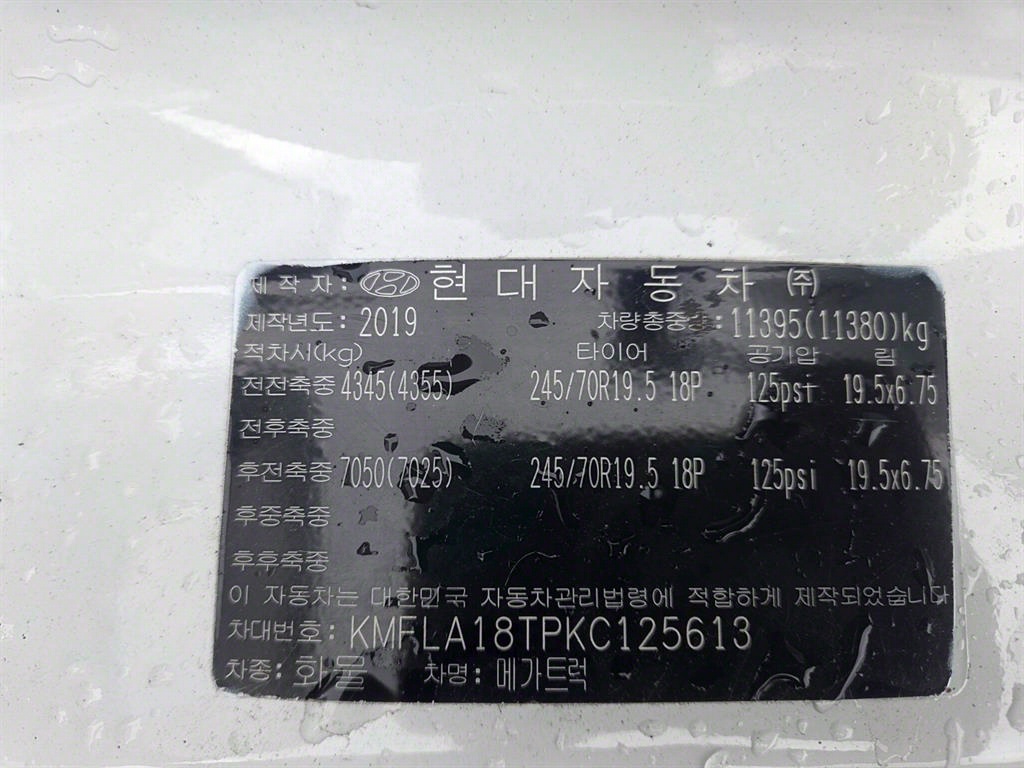 제 작 자: 현 대 자 동 차 ㈜
제작년도: 2019 차량총중량: 11395(11380)kg
적차시(kg) 타이어 공기압 림
전전축중 4345(4355) 245/70R19.5 18P 125psi 19.5x6.75
전후축중
후전축중 7050(7025) 245/70R19.5 18P 125psi 19.5x6.75
후중축중
후후축중
이 자동차는 대한민국 자동차관리법령에 적합하게 제작되었습니다
차대번호: KMFLA18TPKC125613
차종: 화물 차명: 메가트럭